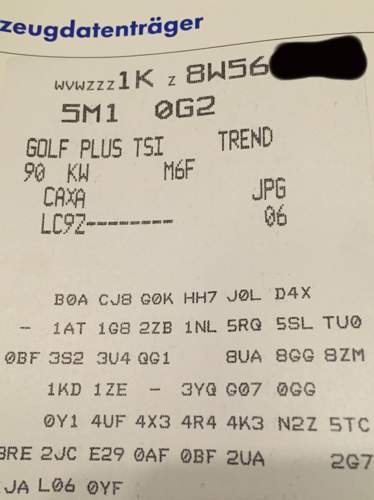 zeugdatenträger
WVWZZZ1K Z 8W56
5M1 0G2
GOLF PLUS TSI TREND
90 KW M6F
CAXA JPG
LC9Z-------- 06
B0A CJ8 G0K HH7 J0L D4X
- 1AT 1G8 2ZB 1NL 5RQ 5SL TU0
0BF 3S2 3U4 QG1 8UA 8GG 8ZM
1KD 1ZE - 3YQ G07 0GG
0Y1 4UF 4X3 4R4 4K3 N2Z 5TC
BRE 2JC E29 0AF 0BF 2UA 2G7
JA L06 0YF